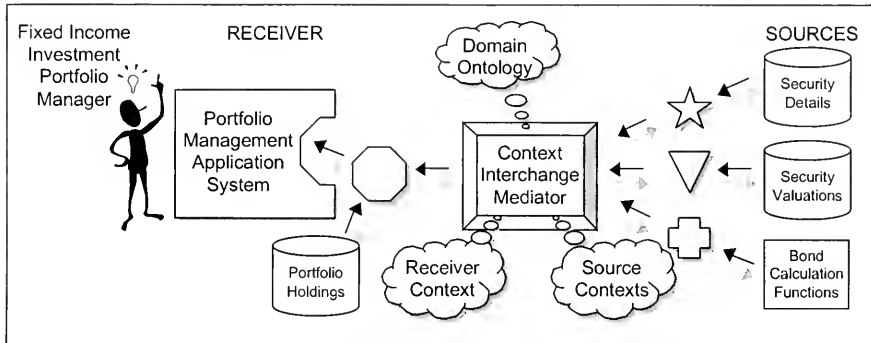 Fixed Income
Investment
Portfolio
Manager
RECEIVER
SOURCES
Domain
Ontology
Portfolio
Management
Application
System
Context
Interchange
Mediator
Security
Details
Security
Valuations
Bond
Calculation
Functions
Portfolio
Holdings
Receiver
Context
Source
Contexts